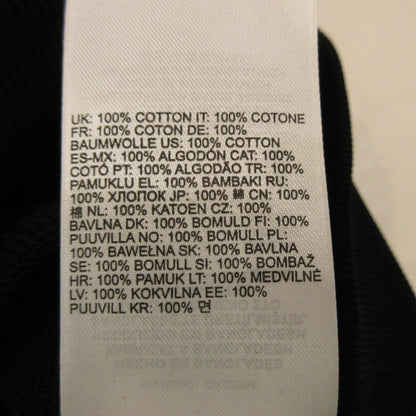 UK: 100% COTTON IT: 100% COTONE
FR: 100% COTON DE: 100%
BAUMWOLLE US: 100% COTTON
ES-MX: 100% ALGODÓN CAT: 100%
COTÓ PT: 100% ALGODÃO TR: 100%
PAMUKLU EL: 100% BAMBAKI RU:
100% ХЛОПОК JP: 100% 綿 CN: 100%
棉 NL: 100% KATOEN CZ: 100%
BAVLNA DK: 100% BOMULD FI: 100%
PUUVILLA NO: 100% BOMULL PL:
100% BAWEŁNA SK: 100% BAVLNA
SE: 100% BOMULL SI: 100% BOMBAŽ
HR: 100% PAMUK LT: 100% MEDVILNĖ
LV: 100% KOKVILNA EE: 100%
PUUVILL KR: 100% 면